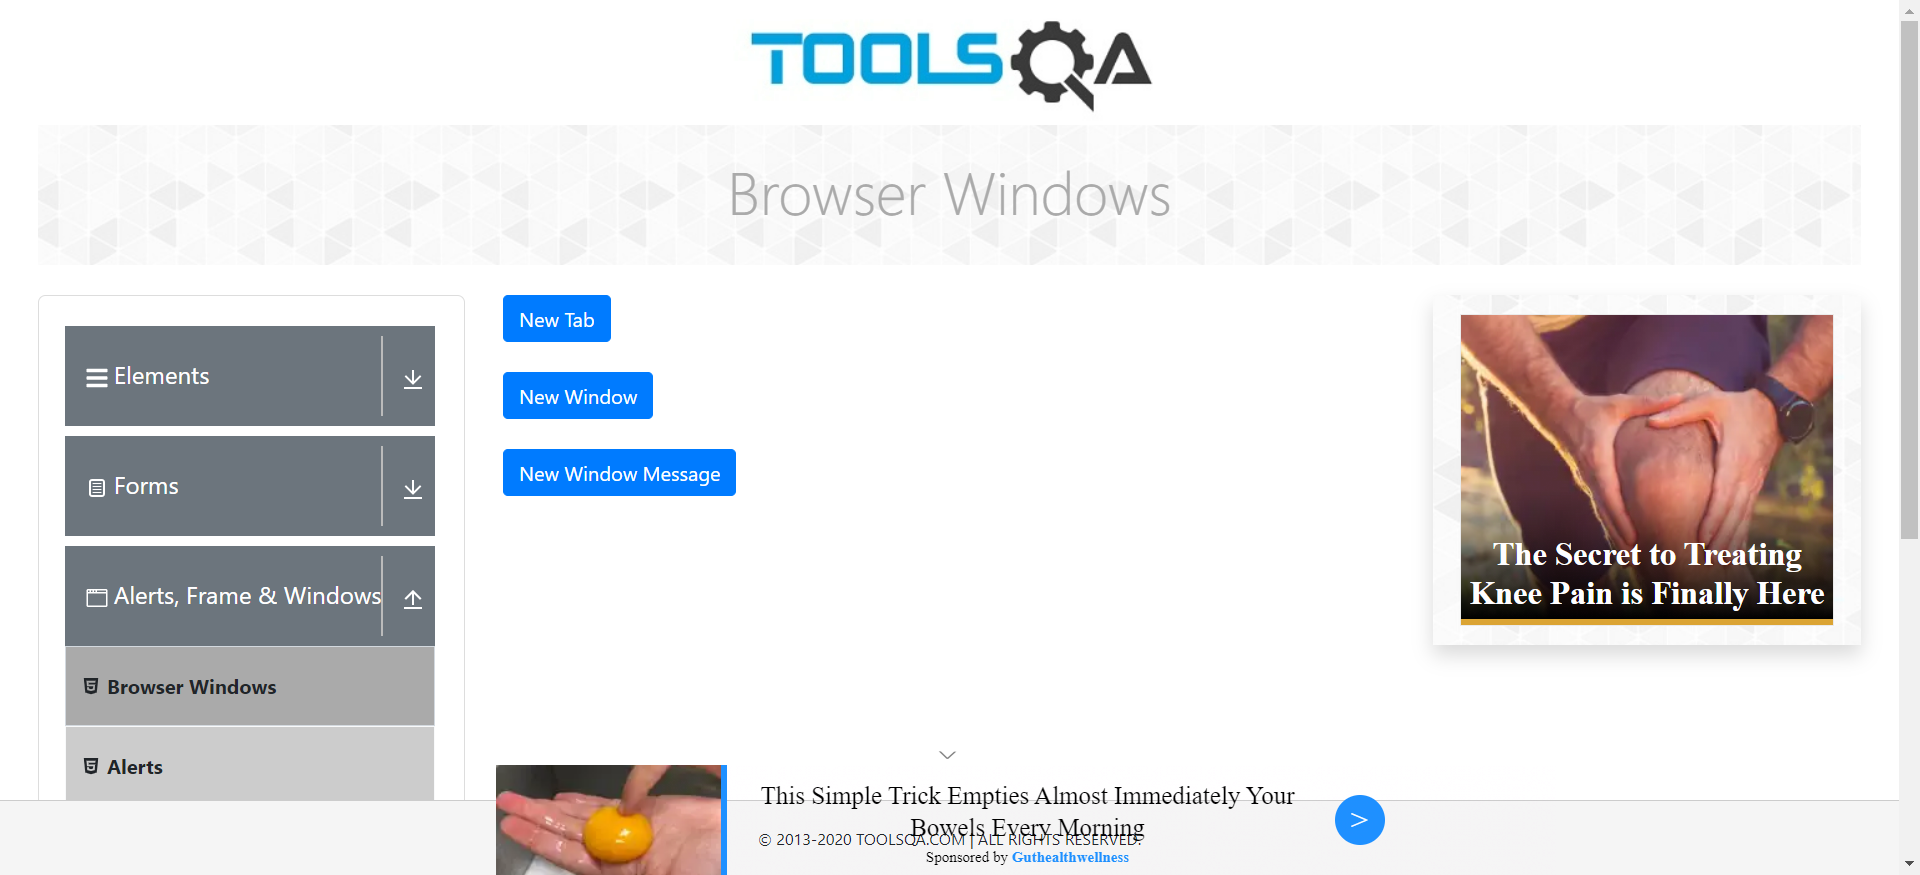 TOOLSQA
Browser Windows
Elements
Forms
Alerts, Frame & Windows
Browser Windows
Alerts
New Tab
New Window
New Window Message
The Secret to Treating
Knee Pain is Finally Here
This Simple Trick Empties Almost Immediately Your
Bowels Every Morning
© 2013-2020 TOOLSQA.COM | ALL RIGHTS RESERVED.
Sponsored by Guthealthwellness
>